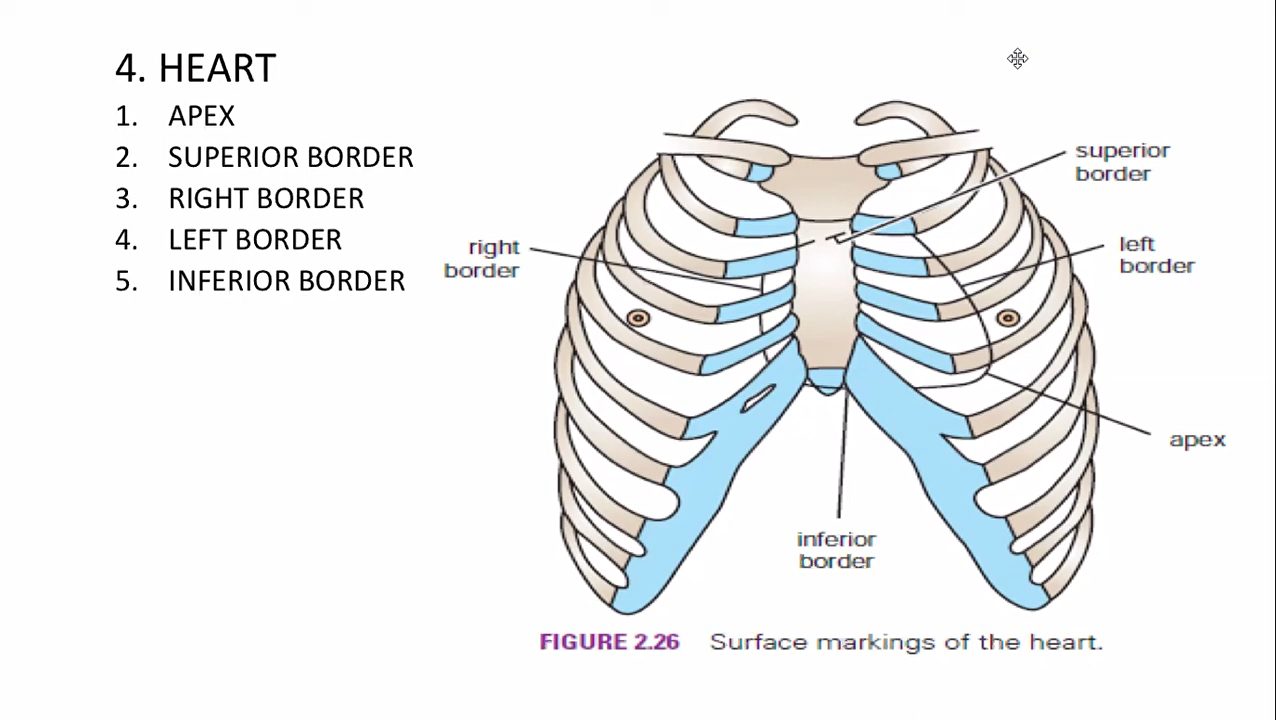 4. HEART
1. APEX
2. SUPERIOR BORDER
3. RIGHT BORDER
4. LEFT BORDER
5. INFERIOR BORDER
superior
border
right
border
left
border
apex
inferior
border
FIGURE 2.26 Surface markings of the heart.